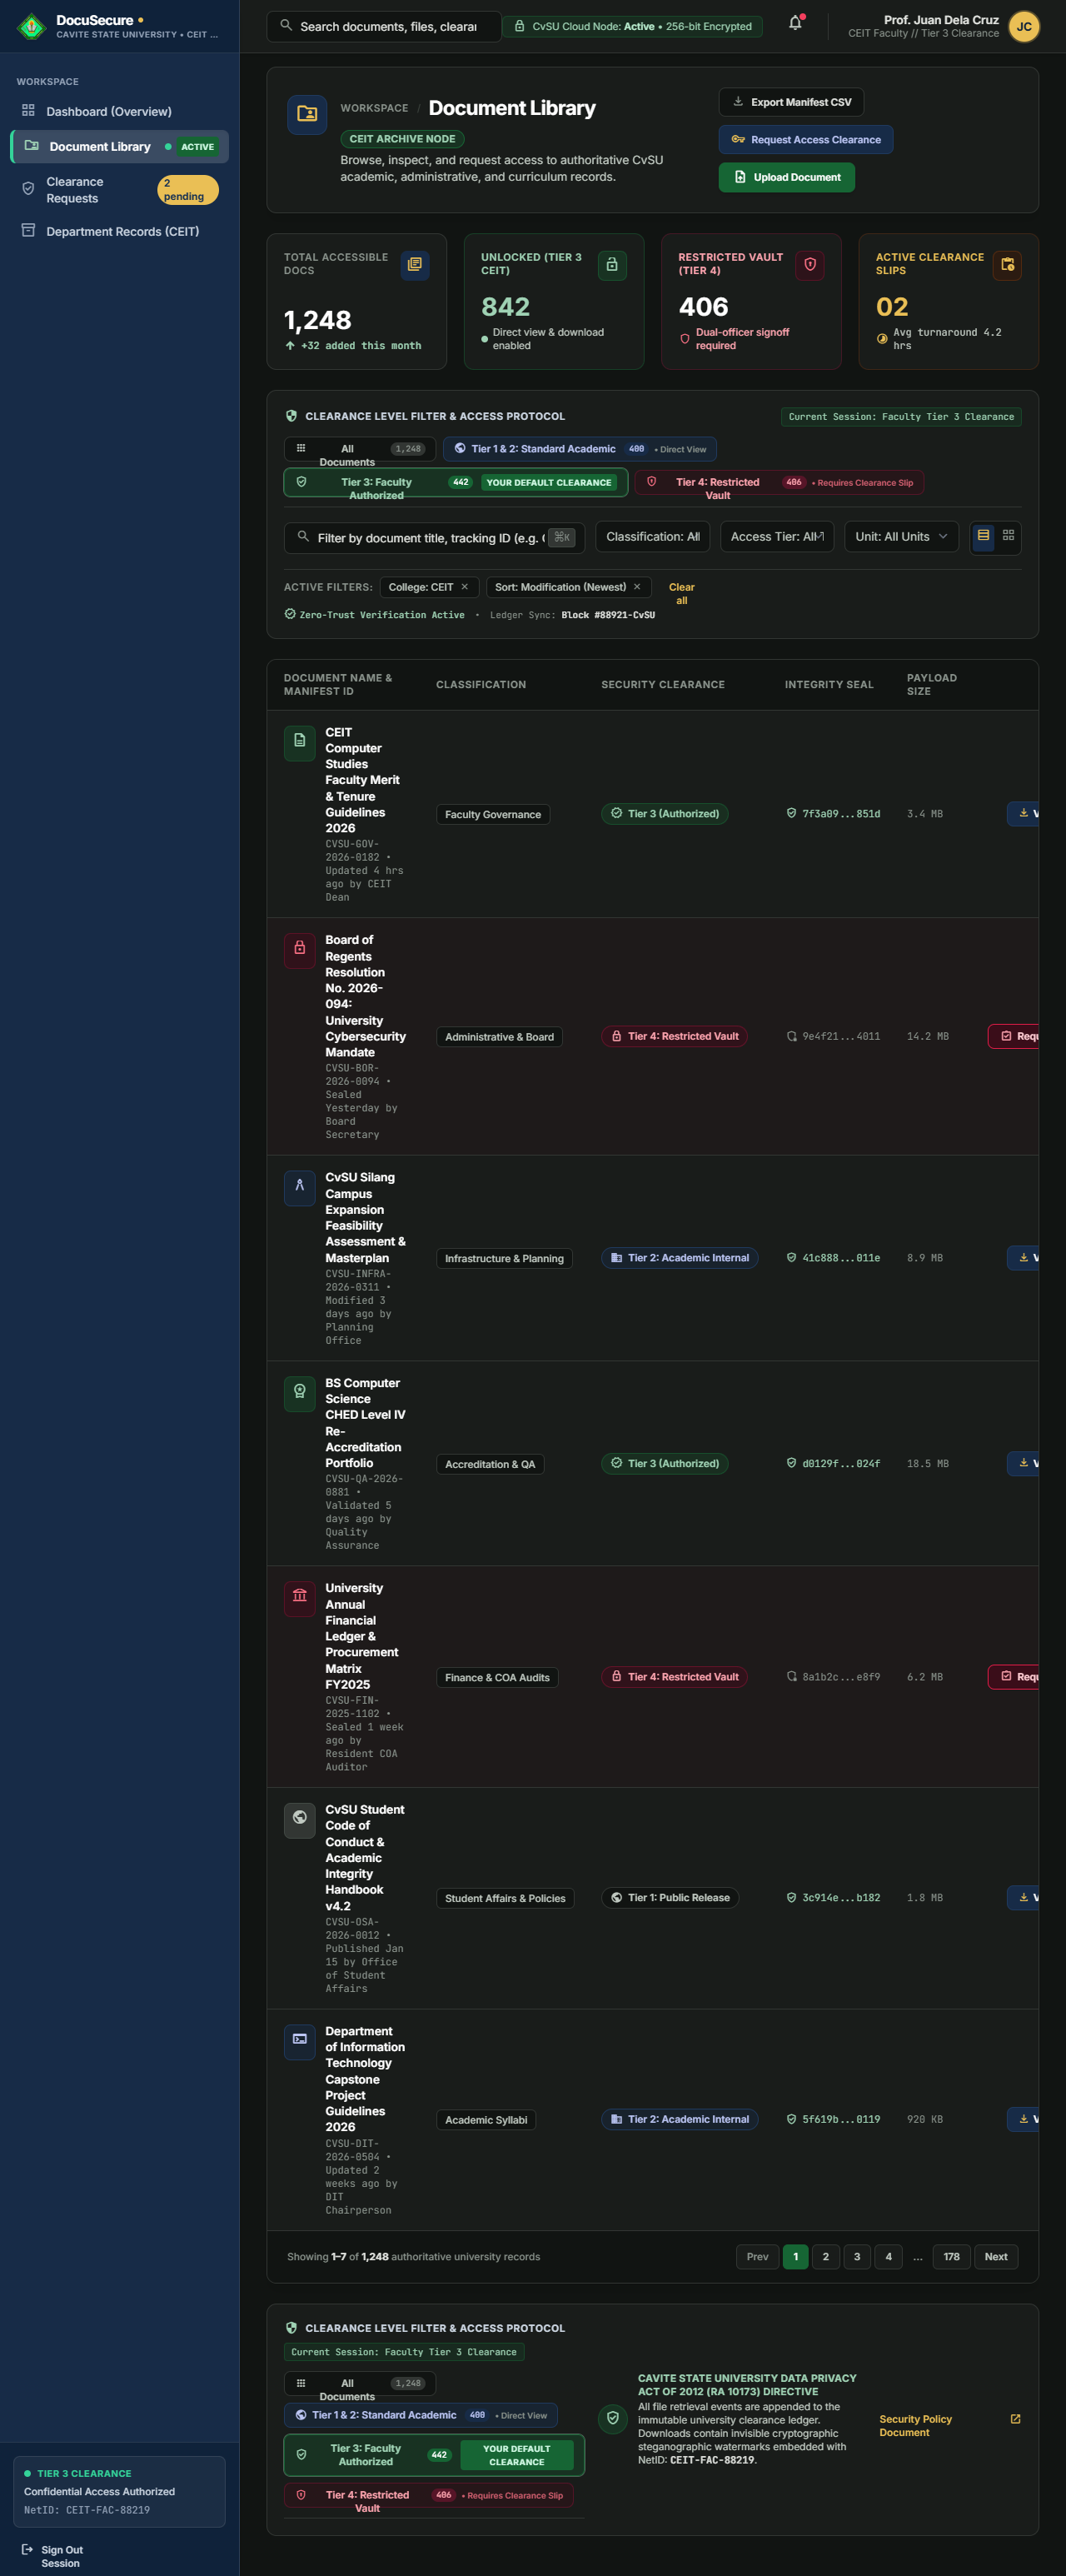 DocuSecure
CAVITE STATE UNIVERSITY • CEIT ...
Search documents, files, cleara
CvSU Cloud Node: Active • 256-bit Encrypted
Prof. Juan Dela Cruz
CEIT Faculty // Tier 3 Clearance
JC
WORKSPACE
Dashboard (Overview)
Document Library
ACTIVE
Clearance
Requests
2
pending
Department Records (CEIT)
WORKSPACE / Document Library
CEIT ARCHIVE NODE
Browse, inspect, and request access to authoritative CvSU
academic, administrative, and curriculum records.
Export Manifest CSV
Request Access Clearance
Upload Document
TOTAL ACCESSIBLE
DOCS
1,248
+32 added this month
UNLOCKED (TIER 3
CEIT)
842
Direct view & download
enabled
RESTRICTED VAULT
(TIER 4)
406
Dual-officer signoff
required
ACTIVE CLEARANCE
SLIPS
02
Avg turnaround 4.2
hrs
CLEARANCE LEVEL FILTER & ACCESS PROTOCOL
Current Session: Faculty Tier 3 Clearance
All
Documents
1,248
Tier 1 & 2: Standard Academic 400 • Direct View
Tier 3: Faculty
Authorized
442 YOUR DEFAULT CLEARANCE
Tier 4: Restricted
Vault
406 • Requires Clearance Slip
Filter by document title, tracking ID (e.g. ⌘K
Classification: All
Access Tier: All
Unit: All Units
ACTIVE FILTERS: College: CEIT ✕ Sort: Modification (Newest) ✕
Clear
all
Zero-Trust Verification Active • Ledger Sync: Block #88921-CvSU
DOCUMENT NAME &
MANIFEST ID
CLASSIFICATION
SECURITY CLEARANCE
INTEGRITY SEAL
PAYLOAD
SIZE
CEIT
Computer
Studies
Faculty Merit
& Tenure
Guidelines
2026
CVSU-GOV-
2026-0182 •
Updated 4 hrs
ago by CEIT
Dean
Faculty Governance
Tier 3 (Authorized)
7f3a09...851d
3.4 MB
V
Board of
Regents
Resolution
No. 2026-
094:
University
Cybersecurity
Mandate
CVSU-BOR-
2026-0094 •
Sealed
Yesterday by
Board
Secretary
Administrative & Board
Tier 4: Restricted Vault
9e4f21...4011
14.2 MB
Requ
CvSU Silang
Campus
Expansion
Feasibility
Assessment &
Masterplan
CVSU-INFRA-
2026-0311 •
Modified 3
days ago by
Planning
Office
Infrastructure & Planning
Tier 2: Academic Internal
41c888...011e
8.9 MB
V
BS Computer
Science
CHED Level IV
Re-
Accreditation
Portfolio
CVSU-QA-2026-
0881 •
Validated 5
days ago by
Quality
Assurance
Accreditation & QA
Tier 3 (Authorized)
d0129f...024f
18.5 MB
V
University
Annual
Financial
Ledger &
Procurement
Matrix
FY2025
CVSU-FIN-
2025-1102 •
Sealed 1 week
ago by
Resident COA
Auditor
Finance & COA Audits
Tier 4: Restricted Vault
8a1b2c...e8f9
6.2 MB
Requ
CvSU Student
Code of
Conduct &
Academic
Integrity
Handbook
v4.2
CVSU-OSA-
2026-0012 •
Published Jan
15 by Office
of Student
Affairs
Student Affairs & Policies
Tier 1: Public Release
3c914e...b182
1.8 MB
V
Department
of Information
Technology
Capstone
Project
Guidelines
2026
CVSU-DIT-
2026-0504 •
Updated 2
weeks ago by
DIT
Chairperson
Academic Syllabi
Tier 2: Academic Internal
5f619b...0119
920 KB
V
Showing 1–7 of 1,248 authoritative university records
Prev 1 2 3 4 ... 178 Next
CLEARANCE LEVEL FILTER & ACCESS PROTOCOL
Current Session: Faculty Tier 3 Clearance
All
Documents
1,248
Tier 1 & 2: Standard Academic 400 • Direct View
Tier 3: Faculty
Authorized
442
YOUR DEFAULT
CLEARANCE
Tier 4: Restricted
Vault
406 • Requires Clearance Slip
CAVITE STATE UNIVERSITY DATA PRIVACY
ACT OF 2012 (RA 10173) DIRECTIVE
All file retrieval events are appended to the
immutable university clearance ledger.
Downloads contain invisible cryptographic
steganographic watermarks embedded with
NetID: CEIT-FAC-88219.
Security Policy
Document
TIER 3 CLEARANCE
Confidential Access Authorized
NetID: CEIT-FAC-88219
Sign Out
Session